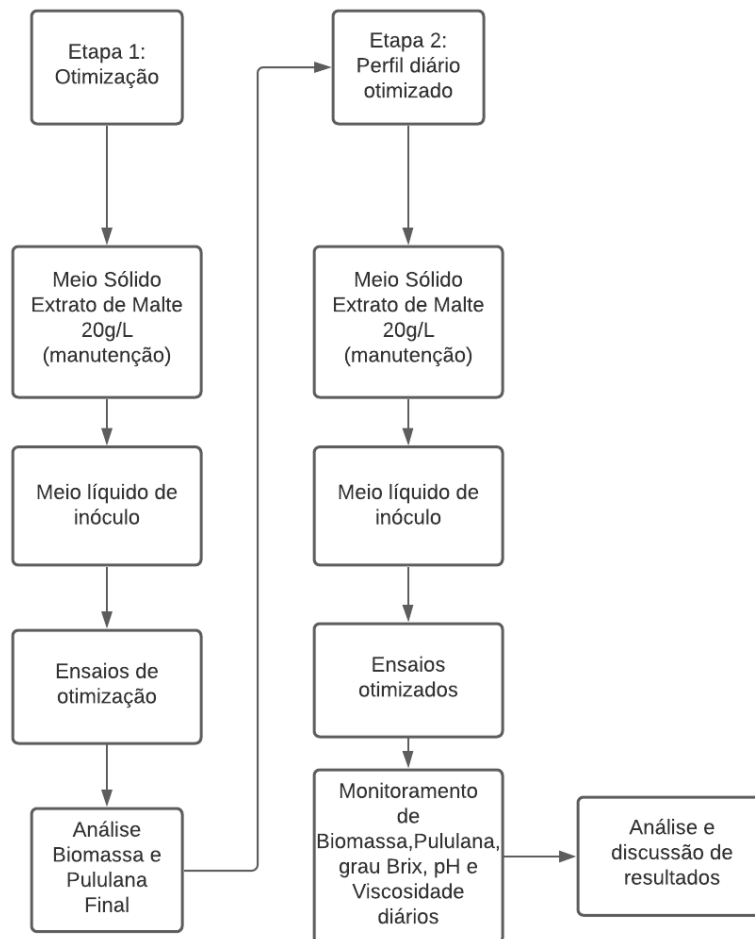 Etapa 1:
Otimização
Meio Sólido
Extrato de Malte
20g/L
(manutenção)
Meio líquido de
inóculo
Ensaios de
otimização
Análise
Biomassa e
Pululana
Final
Etapa 2:
Perfil diário
otimizado
Meio Sólido
Extrato de Malte
20g/L
(manutenção)
Meio líquido de
inóculo
Ensaios
otimizados
Monitoramento
de
Biomassa,Pululana,
grau Brix, pH e
Viscosidade
diários
Análise e
discussão de
resultados